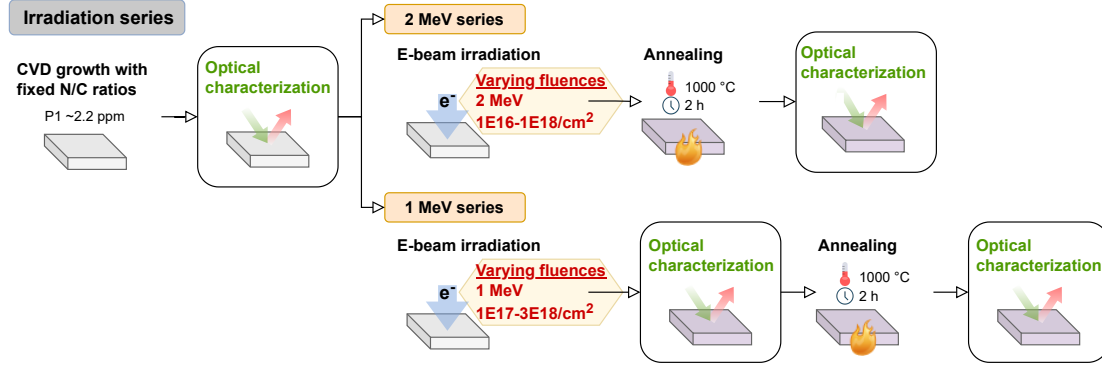 Irradiation series
CVD growth with
fixed N/C ratios
P1 ~2.2 ppm
Optical
characterization
2 MeV series
E-beam irradiation
e-
Varying fluences
2 MeV
1E16-1E18/cm²
Annealing
1000 °C
2 h
Optical
characterization
1 MeV series
E-beam irradiation
e-
Varying fluences
1 MeV
1E17-3E18/cm²
Optical
characterization
Annealing
1000 °C
2 h
Optical
characterization